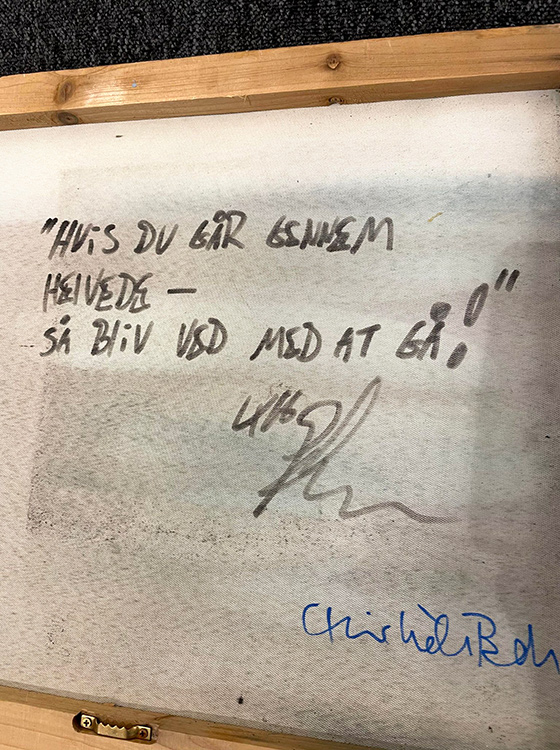 "HVIS DU GÅR GENNEM
HELVEDE –
SÅ BLIV VED MED AT GÅ!"